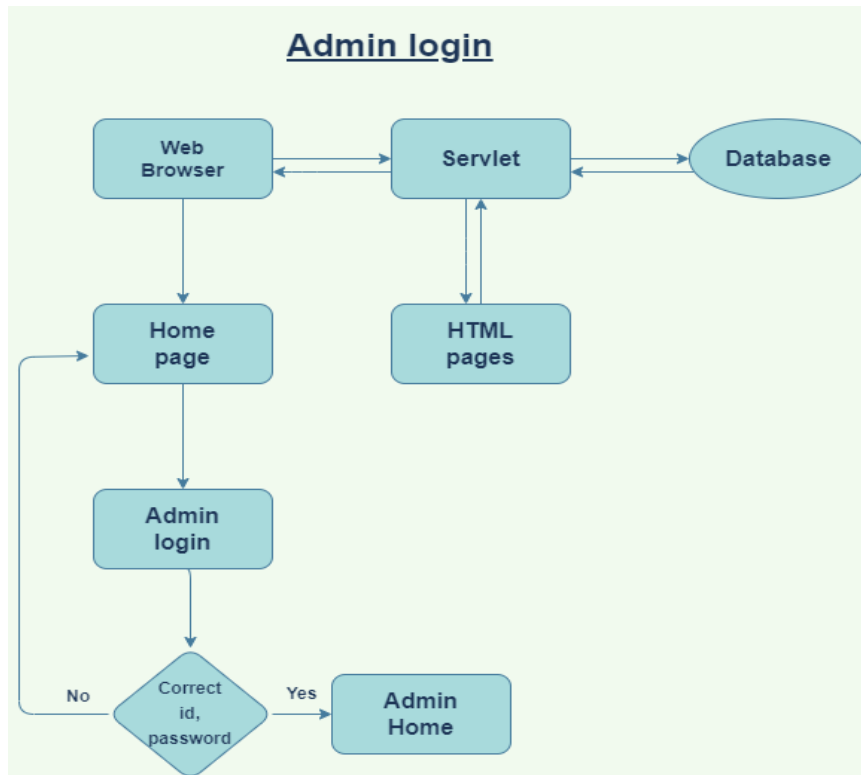 Admin login
Web
Browser
Servlet
Database
Home
page
HTML
pages
Admin
login
No
Correct
id,
password
Yes
Admin
Home